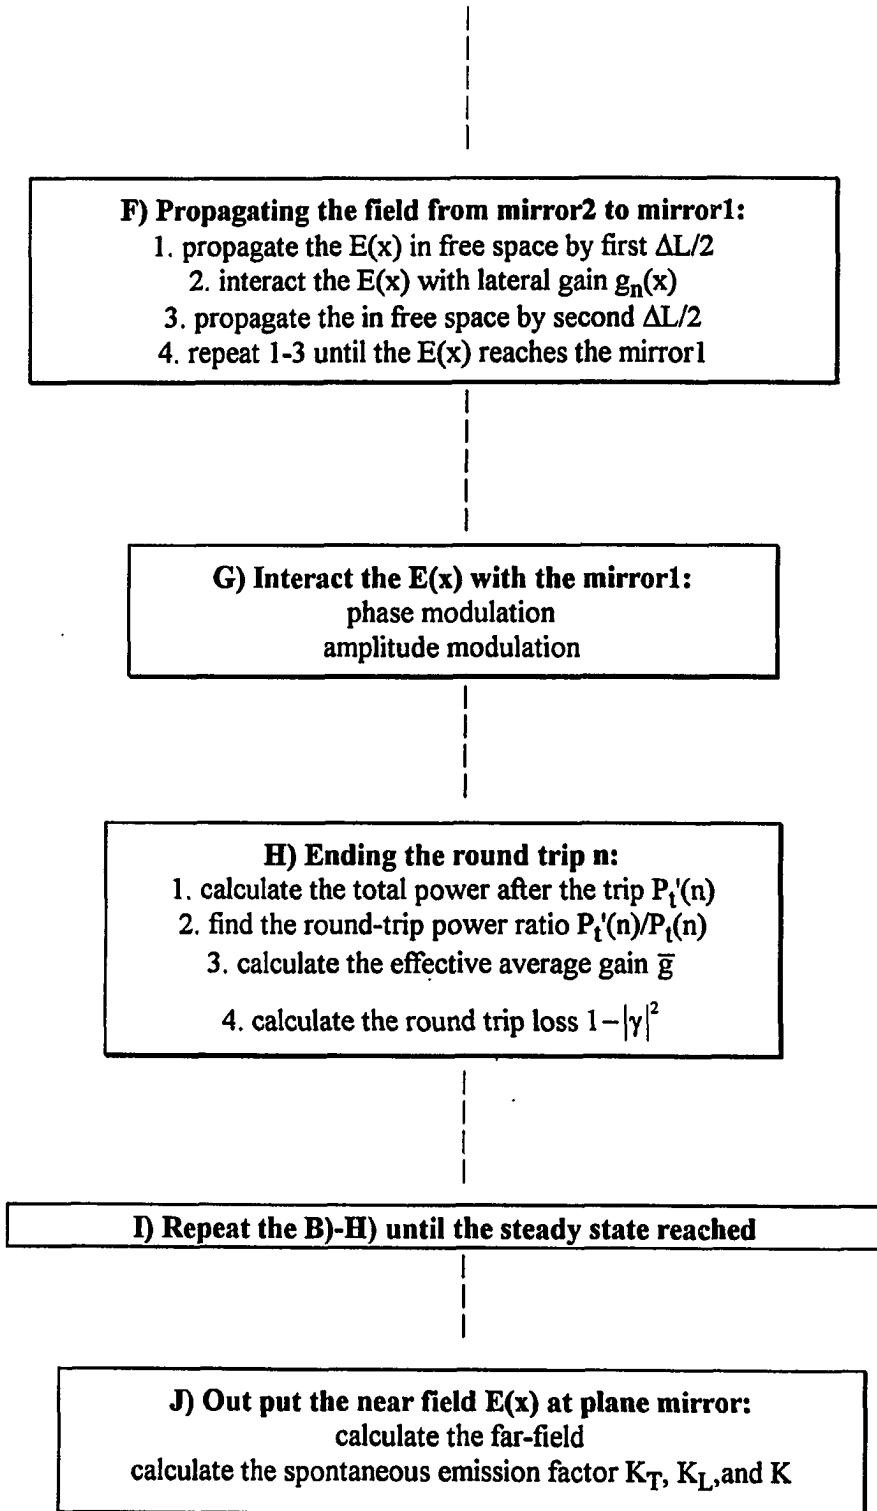 F) Propagating the field from mirror2 to mirror1:
1. propagate the E(x) in free space by first ΔL/2
2. interact the E(x) with lateral gain gₙ(x)
3. propagate the in free space by second ΔL/2
4. repeat 1-3 until the E(x) reaches the mirror1
G) Interact the E(x) with the mirror1:
phase modulation
amplitude modulation
H) Ending the round trip n:
1. calculate the total power after the trip Pₜ'(n)
2. find the round-trip power ratio Pₜ'(n)/Pₜ(n)
3. calculate the effective average gain g̅
4. calculate the round trip loss 1−|γ|²
I) Repeat the B)-H) until the steady state reached
J) Out put the near field E(x) at plane mirror:
calculate the far-field
calculate the spontaneous emission factor K_T, K_L,and K